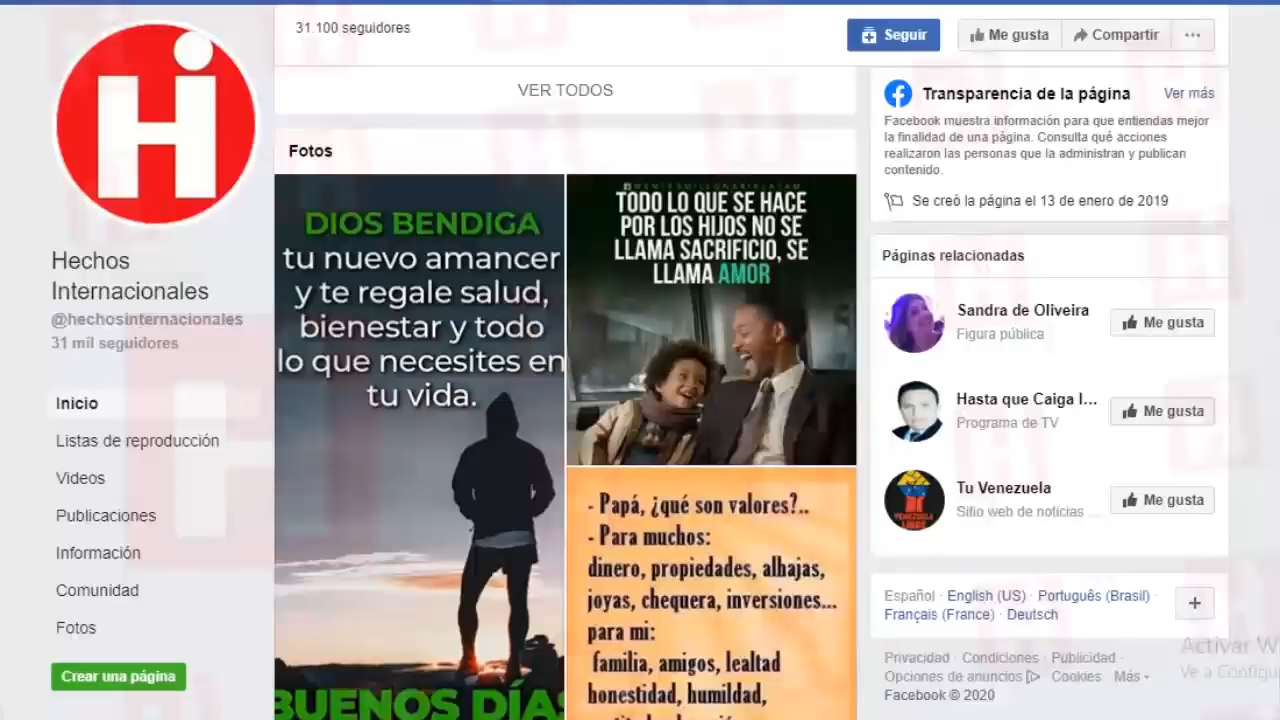 31.100 seguidores
Seguir
Me gusta
Compartir
VER TODOS
Fotos
Hechos
Internacionales
@hechosinternacionales
31 mil seguidores
Inicio
Listas de reproducción
Videos
Publicaciones
Información
Comunidad
Fotos
Crear una página
DIOS BENDIGA
tu nuevo amancer
y te regale salud,
bienestar y todo
lo que necesites en
tu vida.
BUENOS DÍAS
TODO LO QUE SE HACE
POR LOS HIJOS NO SE
LLAMA SACRIFICIO, SE
LLAMA AMOR
- Papá, ¿qué son valores?..
- Para muchos:
dinero, propiedades, alhajas,
joyas, chequera, inversiones...
para mi:
familia, amigos, lealtad
honestidad, humildad,
Transparencia de la página
Ver más
Facebook muestra información para que entiendas mejor
la finalidad de una página. Consulta qué acciones
realizaron las personas que la administran y publican
contenido.
Se creó la página el 13 de enero de 2019
Páginas relacionadas
Sandra de Oliveira
Figura pública
Me gusta
Hasta que Caiga l...
Programa de TV
Me gusta
Tu Venezuela
Sitio web de noticias ...
Me gusta
Español · English (US) · Português (Brasil) ·
Français (France) · Deutsch
Privacidad · Condiciones · Publicidad ·
Opciones de anuncios · Cookies · Más
Facebook © 2020
Activar W
Ve a Configu